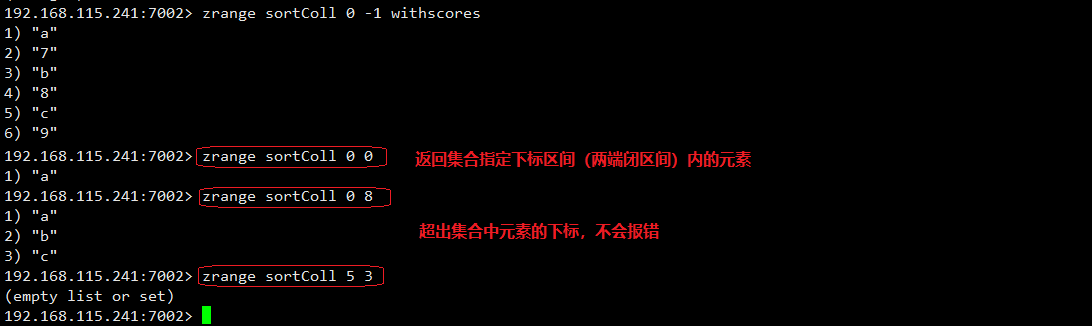 192.168.115.241:7002> zrange sortColl 0 -1 withscores
1) "a"
2) "7"
3) "b"
4) "8"
5) "c"
6) "9"
192.168.115.241:7002> zrange sortColl 0 0 返回集合指定下标区间（两端闭区间）内的元素
1) "a"
192.168.115.241:7002> zrange sortColl 0 8
1) "a"
2) "b"
超出集合中元素的下标，不会报错
3) "c"
192.168.115.241:7002> zrange sortColl 5 3
(empty list or set)
192.168.115.241:7002>